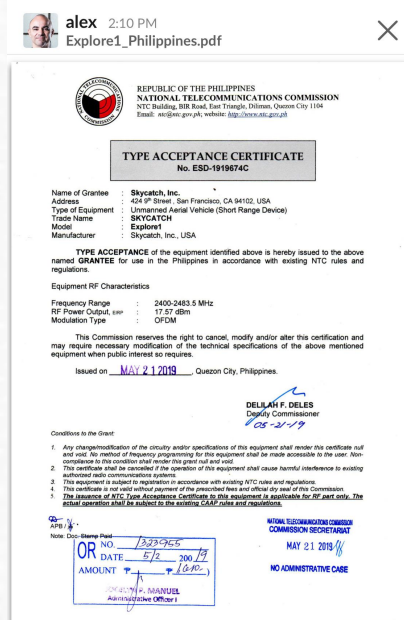 alex 2:10 PM
Explore1_Philippines.pdf
NATIONAL TELECOMMUNICATIONS COMMISSION
REPUBLIC OF THE PHILIPPINES
NATIONAL TELECOMMUNICATIONS COMMISSION
NTC Building, BIR Road, East Triangle, Diliman, Quezon City 1104
Email: ntc@ntc.gov.ph; website: http://www.ntc.gov.ph
TYPE ACCEPTANCE CERTIFICATE
No. ESD-1919674C
Name of Grantee : Skycatch, Inc.
Address : 424 9th Street , San Francisco, CA 94102, USA
Type of Equipment : Unmanned Aerial Vehicle (Short Range Device)
Trade Name : SKYCATCH
Model : Explore1
Manufacturer : Skycatch, Inc., USA
TYPE ACCEPTANCE of the equipment identified above is hereby issued to the above
named GRANTEE for use in the Philippines in accordance with existing NTC rules and
regulations.
Equipment RF Characteristics
Frequency Range : 2400-2483.5 MHz
RF Power Output, EIRP : 17.57 dBm
Modulation Type : OFDM
This Commission reserves the right to cancel, modify and/or alter this certification and
may require necessary modification of the technical specifications of the above mentioned
equipment when public interest so requires.
Issued on MAY 21 2019, Quezon City, Philippines.
DELILAH F. DELES
Deputy Commissioner
05-21-19
Conditions to the Grant:
1. Any change/modification of the circuitry and/or specifications of this equipment shall render this certificate null
and void. No method of frequency programming for this equipment shall be made accessible to the user. Non-
compliance to this condition shall render this grant null and void.
2. This certificate shall be cancelled if the operation of this equipment shall cause harmful interference to existing
authorized radio communications systems.
3. This equipment is subject to registration in accordance with existing NTC rules and regulations.
4. This certificate is not valid without payment of the prescribed fees and official dry seal of this Commission.
5. The issuance of NTC Type Acceptance Certificate to this equipment is applicable for RF part only. The
actual operation shall be subject to the existing CAAP rules and regulations.
APB /
Note: Doc-Stamp Paid
OR NO. 1323955
DATE 5/2 200 19
AMOUNT ₱ ₱
F. MANUEL
Administrative Officer I
NATIONAL TELECOMMUNICATIONS COMMISSION
COMMISSION SECRETARIAT
MAY 21 2019
NO ADMINISTRATIVE CASE